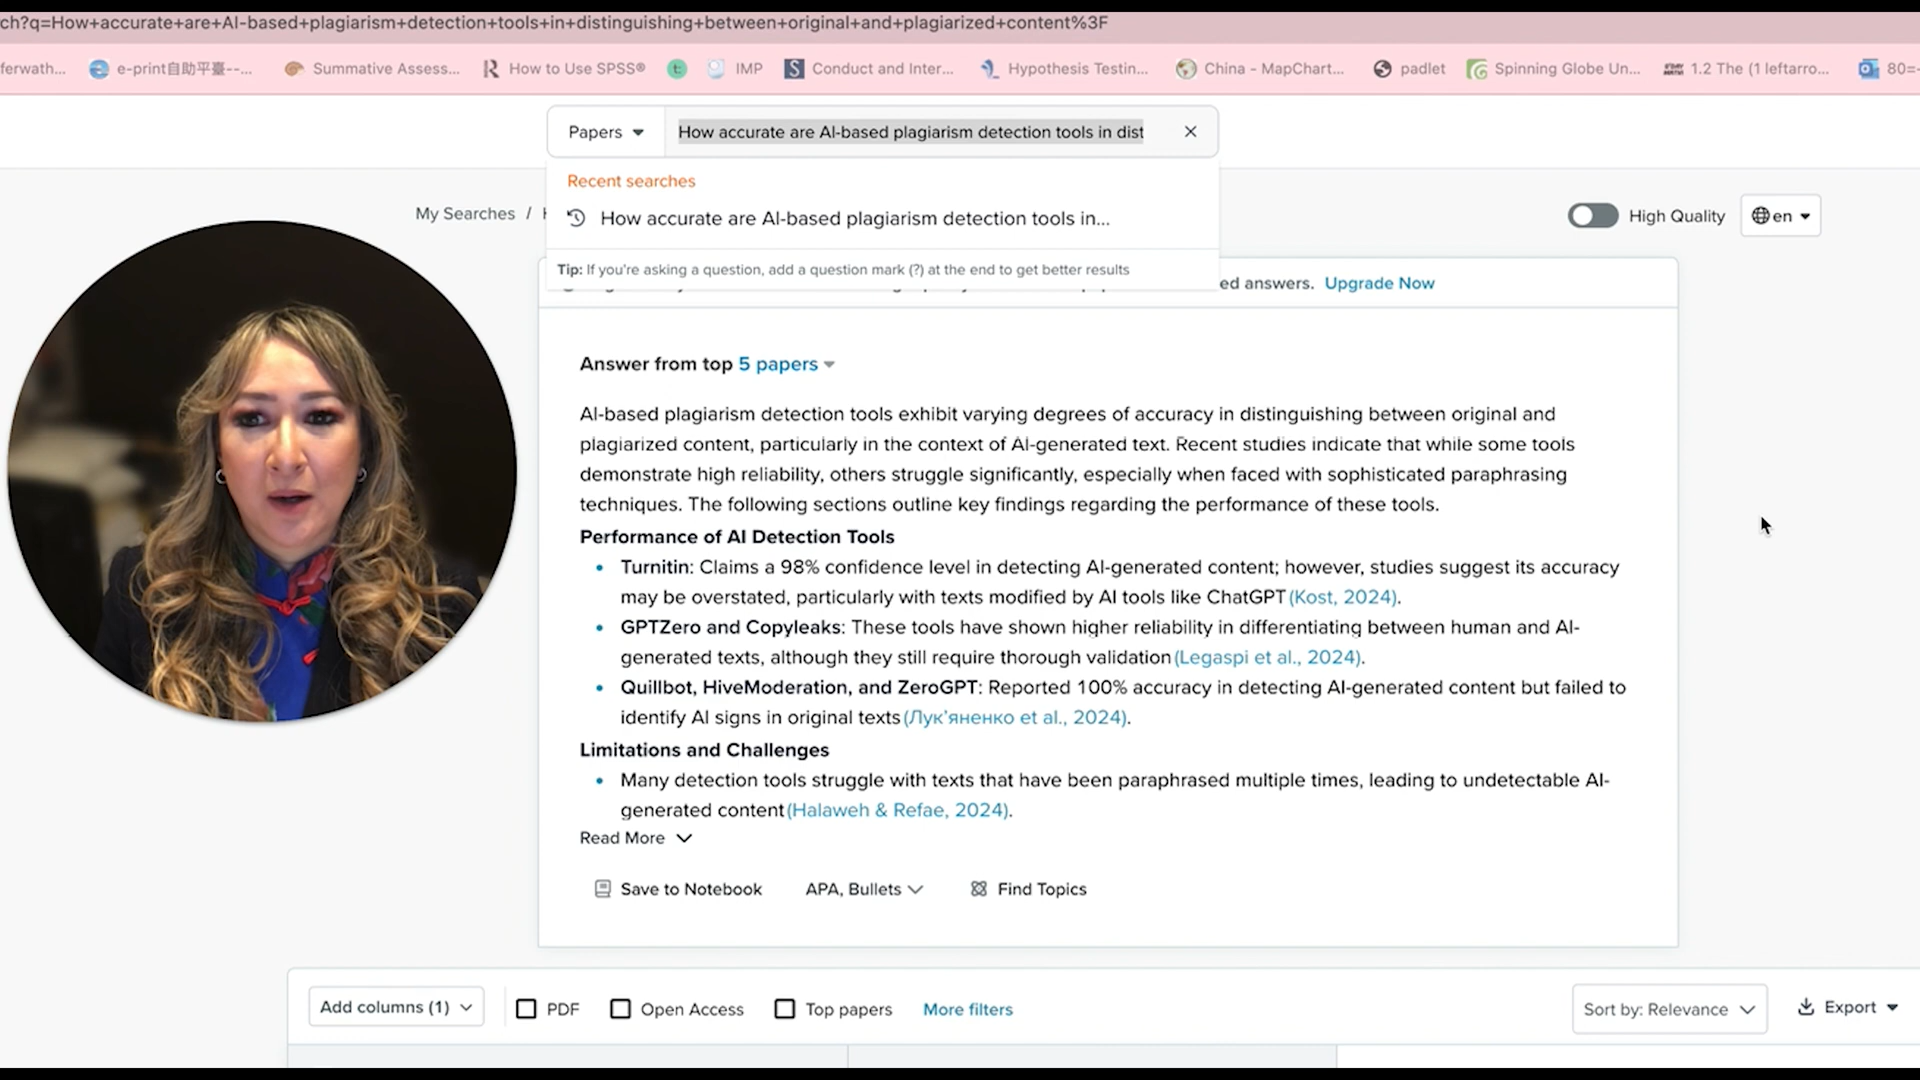 ch?q=How+accurate+are+AI-based+plagiarism+detection+tools+in+distinguishing+between+original+and+plagiarized+content%3F
ferwath... e-print自助平臺--... Summative Assess... How to Use SPSS® IMP Conduct and Inter... Hypothesis Testin... China - MapChart... padlet Spinning Globe Un... 1.2 The (1 leftarro... 80=-
Papers How accurate are AI-based plagiarism detection tools in dist
Recent searches
My Searches /
How accurate are AI-based plagiarism detection tools in...
High Quality en
Tip: If you're asking a question, add a question mark (?) at the end to get better results
ed answers. Upgrade Now
Answer from top 5 papers
AI-based plagiarism detection tools exhibit varying degrees of accuracy in distinguishing between original and
plagiarized content, particularly in the context of AI-generated text. Recent studies indicate that while some tools
demonstrate high reliability, others struggle significantly, especially when faced with sophisticated paraphrasing
techniques. The following sections outline key findings regarding the performance of these tools.
Performance of AI Detection Tools
• Turnitin: Claims a 98% confidence level in detecting AI-generated content; however, studies suggest its accuracy
may be overstated, particularly with texts modified by AI tools like ChatGPT (Kost, 2024).
• GPTZero and Copyleaks: These tools have shown higher reliability in differentiating between human and AI-
generated texts, although they still require thorough validation (Legaspi et al., 2024).
• Quillbot, HiveModeration, and ZeroGPT: Reported 100% accuracy in detecting AI-generated content but failed to
identify AI signs in original texts (Лук'яненко et al., 2024).
Limitations and Challenges
• Many detection tools struggle with texts that have been paraphrased multiple times, leading to undetectable AI-
generated content (Halaweh & Refae, 2024).
Read More
Save to Notebook APA, Bullets Find Topics
Add columns (1) PDF Open Access Top papers More filters Sort by: Relevance Export